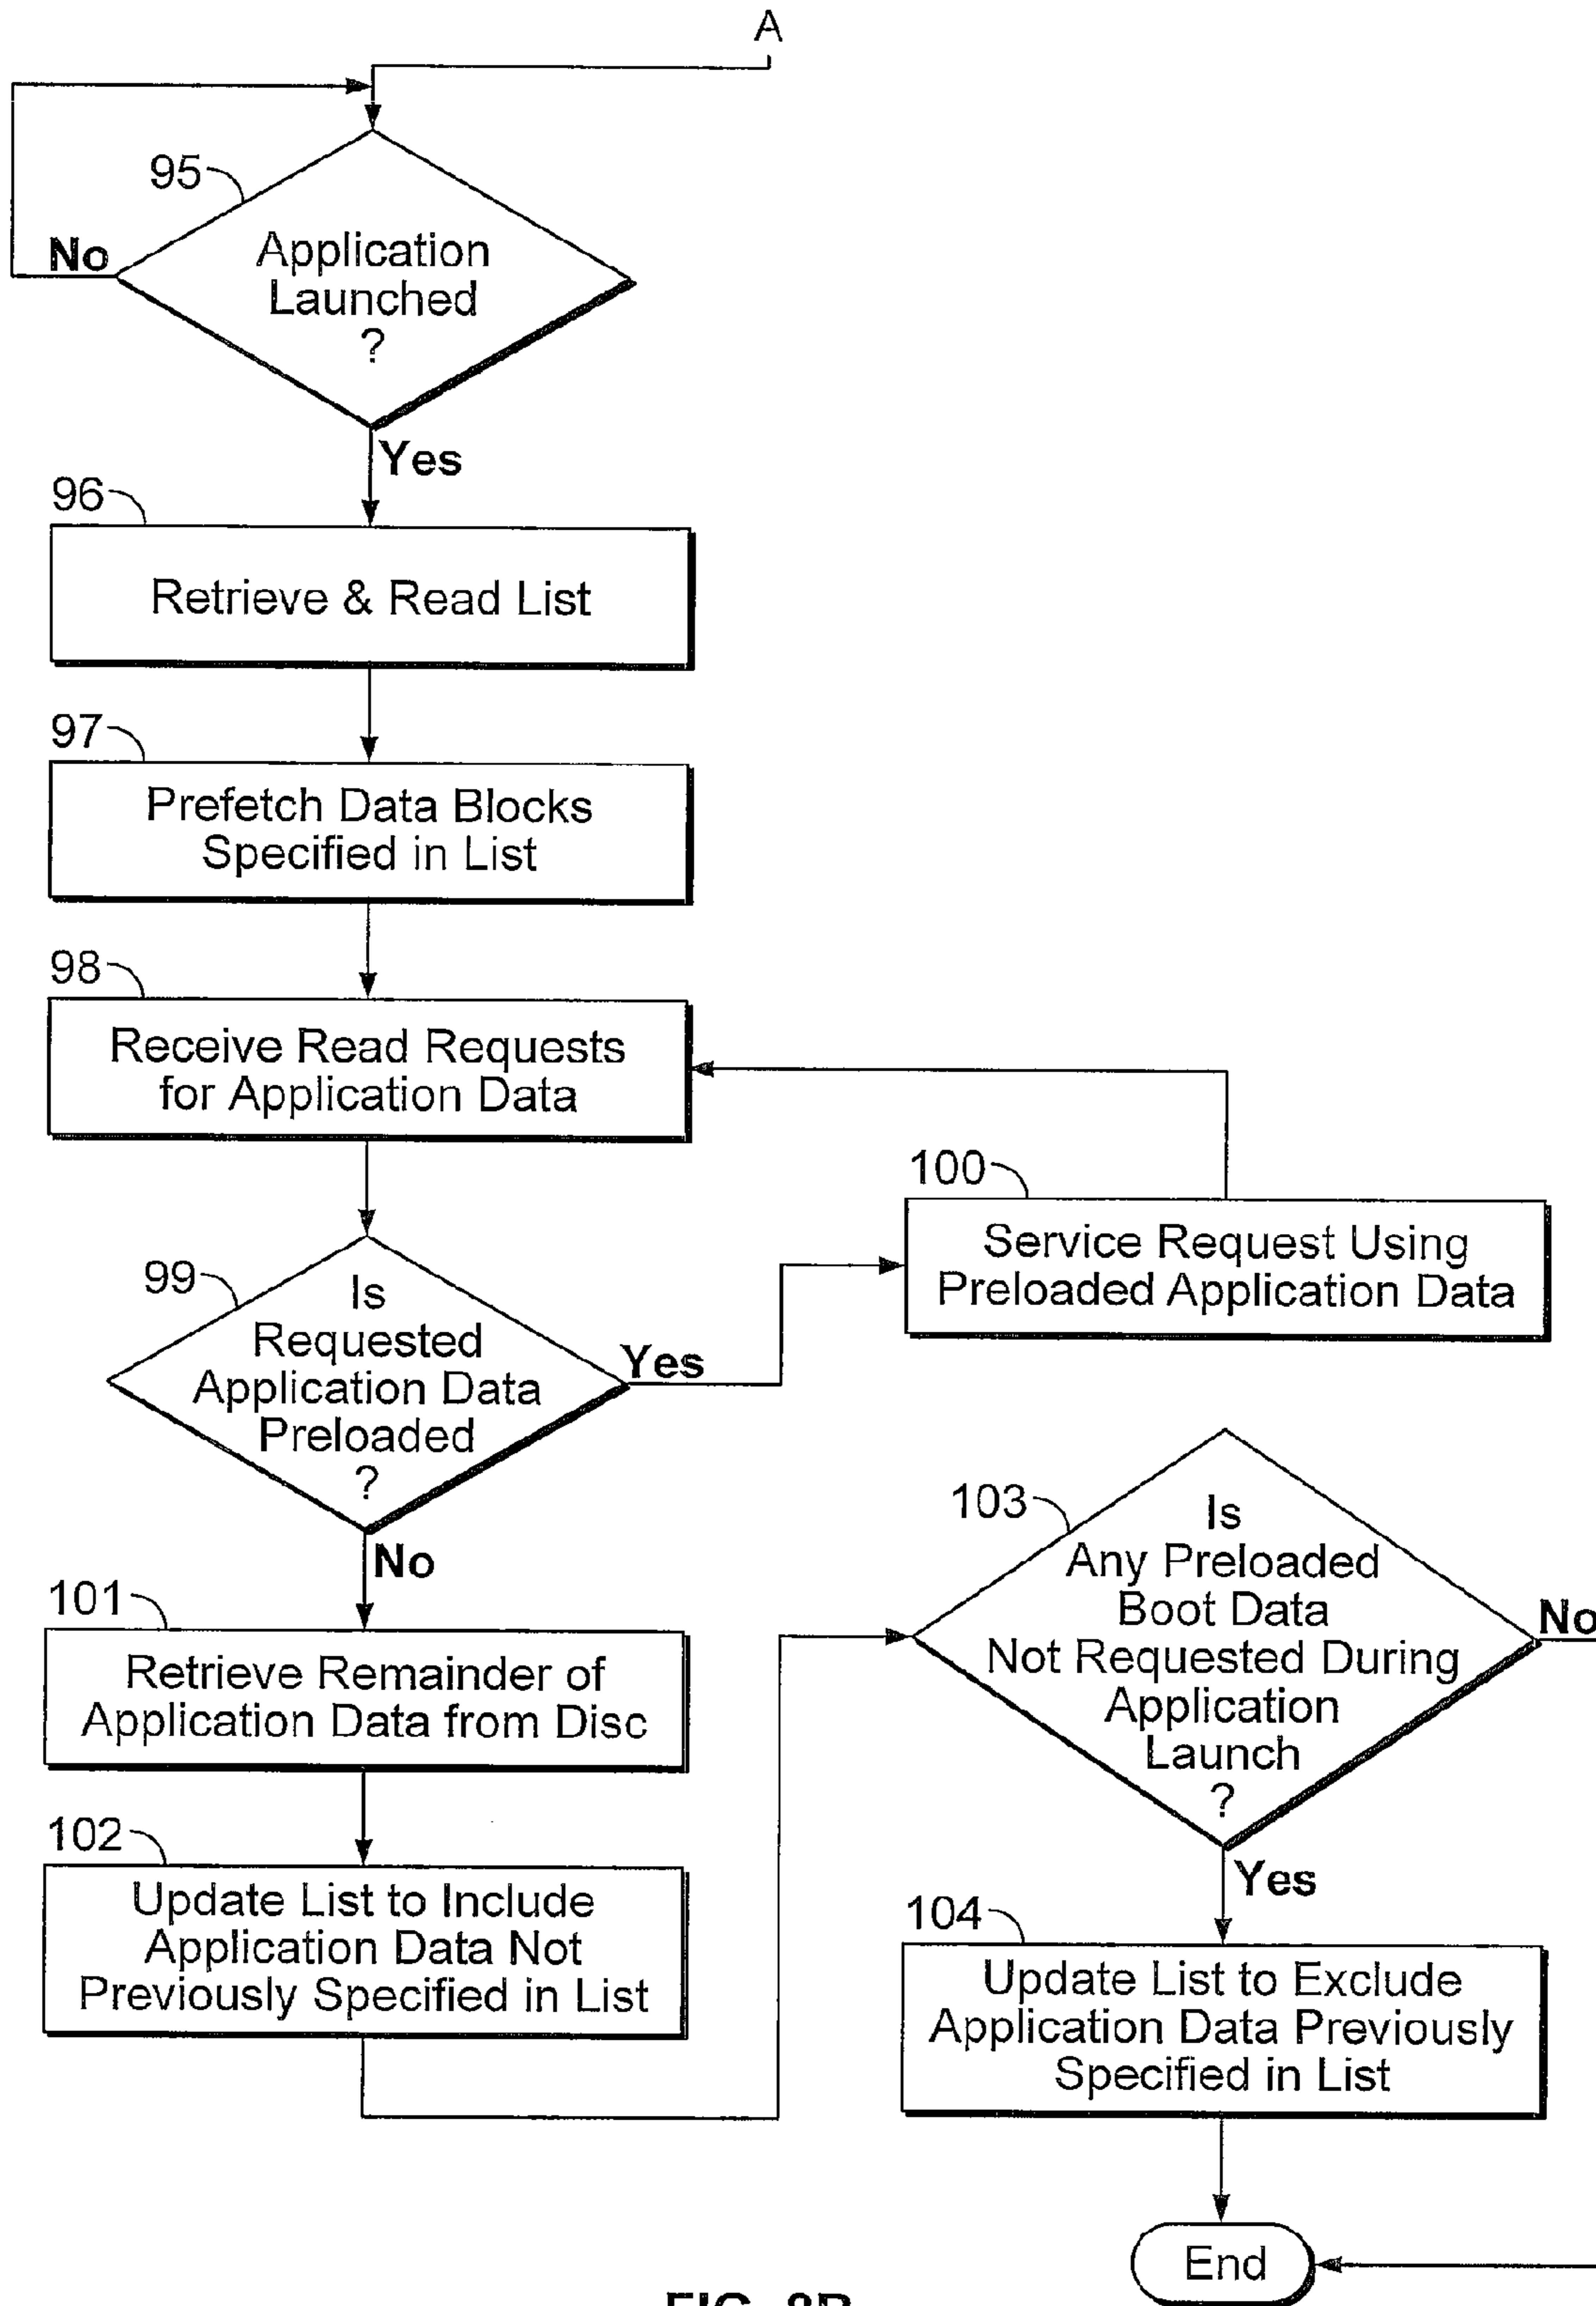 A
95
No
Application
Launched
?
Yes
96
Retrieve & Read List
97
Prefetch Data Blocks
Specified in List
98
Receive Read Requests
for Application Data
100
Service Request Using
Preloaded Application Data
99
Is
Requested
Application Data
Preloaded
?
Yes
No
101
Retrieve Remainder of
Application Data from Disc
102
Update List to Include
Application Data Not
Previously Specified in List
103
Is
Any Preloaded
Boot Data
Not Requested During
Application
Launch
?
No
Yes
104
Update List to Exclude
Application Data Previously
Specified in List
End